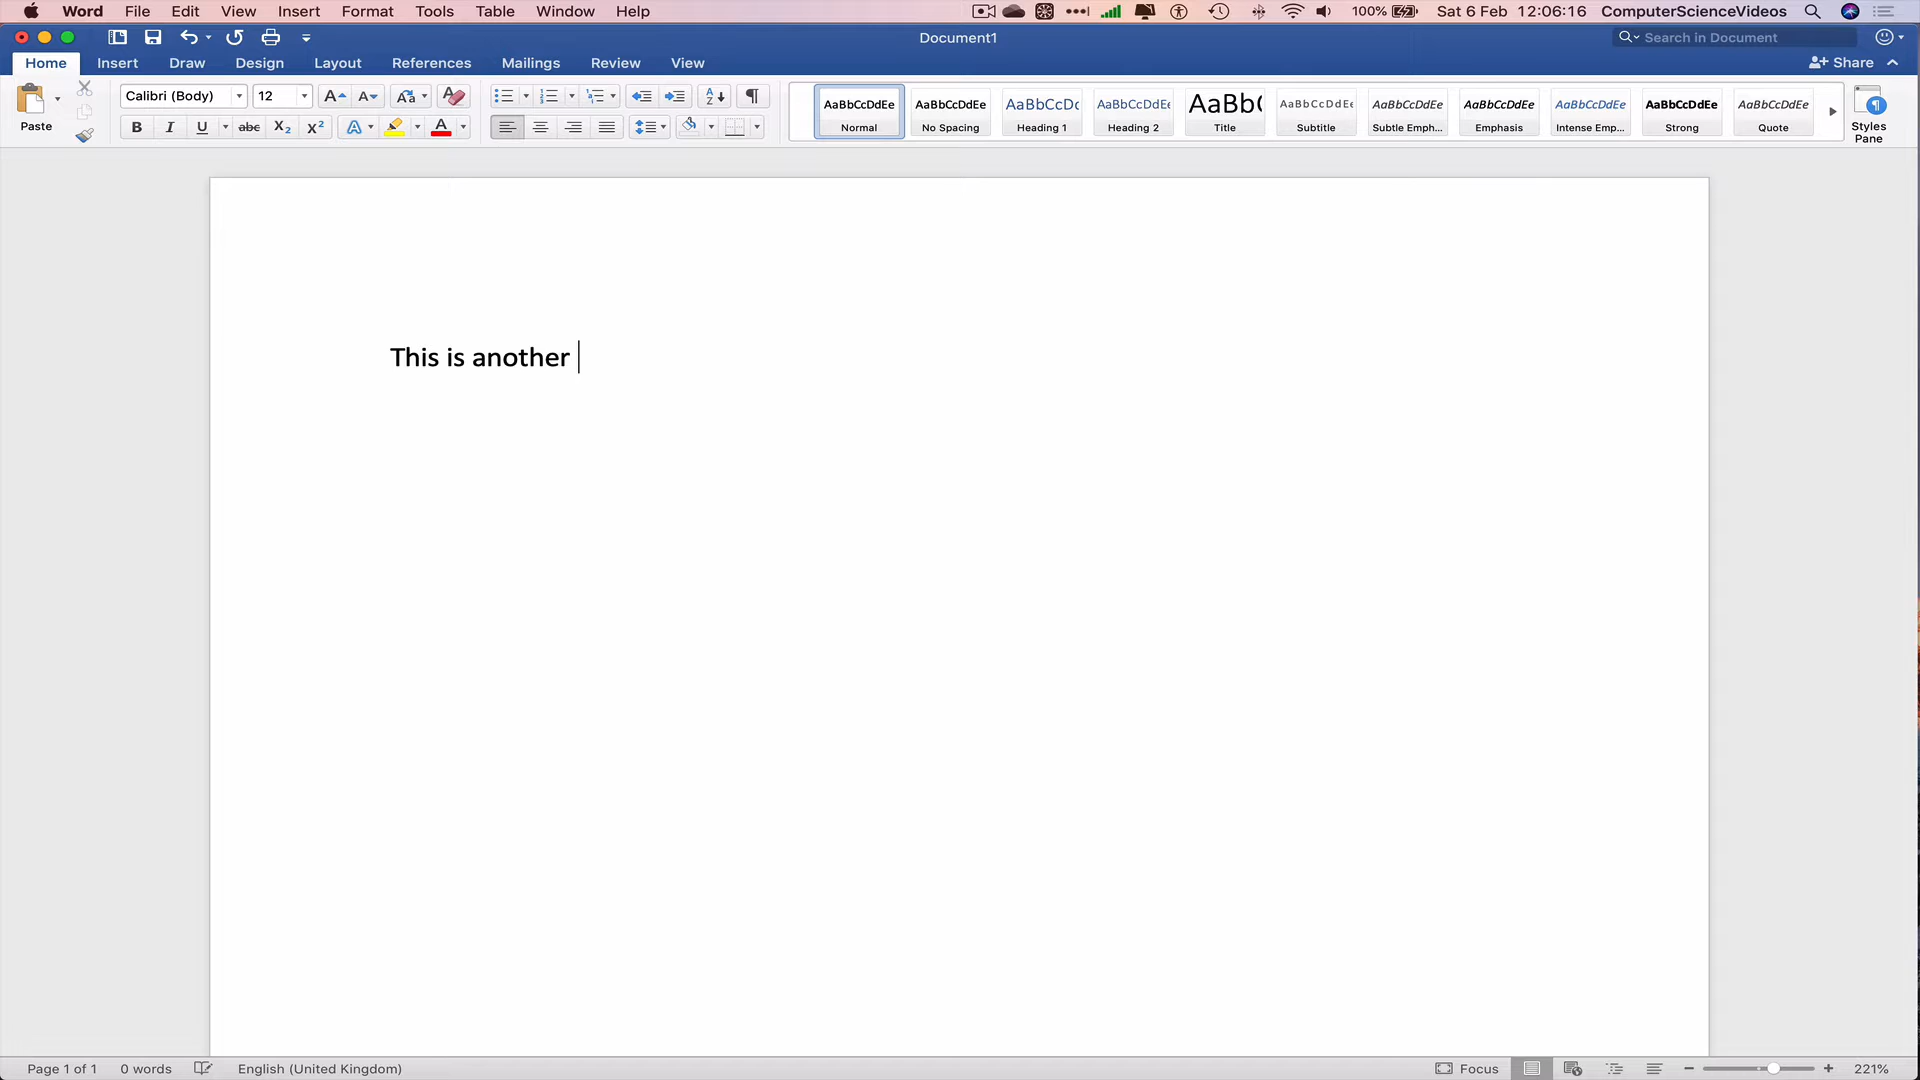 Word File Edit View Insert Format Tools Table Window Help 100% Sat 6 Feb 12:06:16 ComputerScienceVideos
Document1 Search in Document
Home Insert Draw Design Layout References Mailings Review View Share
Paste Calibri (Body) 12
B I U abc X₂ X² A A
AaBbCcDdEe AaBbCcDdEe AaBbCcDc AaBbCcDdEe AaBb( AaBbCcDdEe AaBbCcDdEe AaBbCcDdEe AaBbCcDdEe AaBbCcDdEe AaBbCcDdEe
Normal No Spacing Heading 1 Heading 2 Title Subtitle Subtle Emph... Emphasis Intense Emp... Strong Quote
Styles
Pane
This is another
Page 1 of 1 0 words English (United Kingdom) Focus 221%